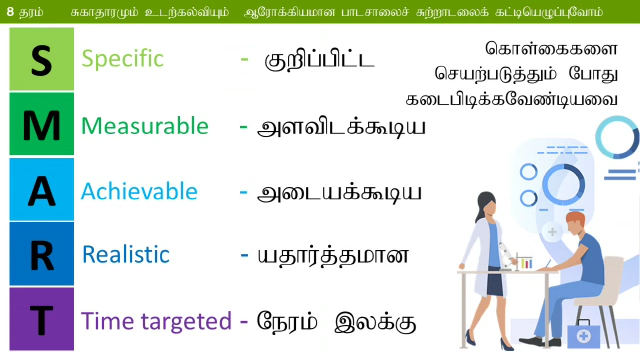 8 தரம் சுகாதாரமும் உடற்கல்வியும் ஆரோக்கியமான பாடசாலைச் சுற்றாடலைக் கட்டியெழுப்புவோம்
கொள்கைகளை
செயற்படுத்தும் போது
கடைபிடிக்கவேண்டியவை
S Specific - குறிப்பிட்ட
M Measurable - அளவிடக்கூடிய
A Achievable - அடையக்கூடிய
R Realistic - யதார்த்தமான
T Time targeted - நேரம் இலக்கு